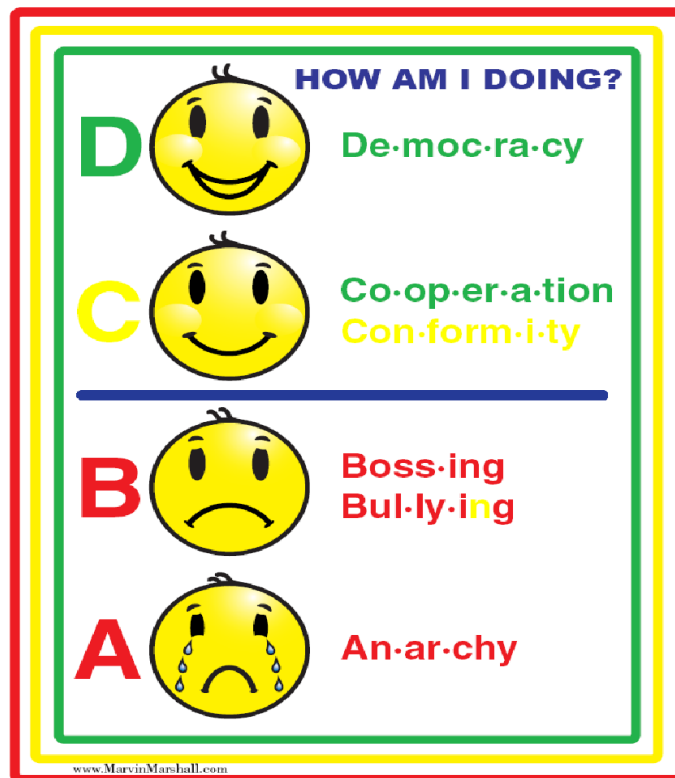 HOW AM I DOING?
D
De·moc·ra·cy
C
Co·op·er·a·tion
Con·form·i·ty
B
Boss·ing
Bul·ly·ing
A
An·ar·chy
www.MarvinMarshall.com